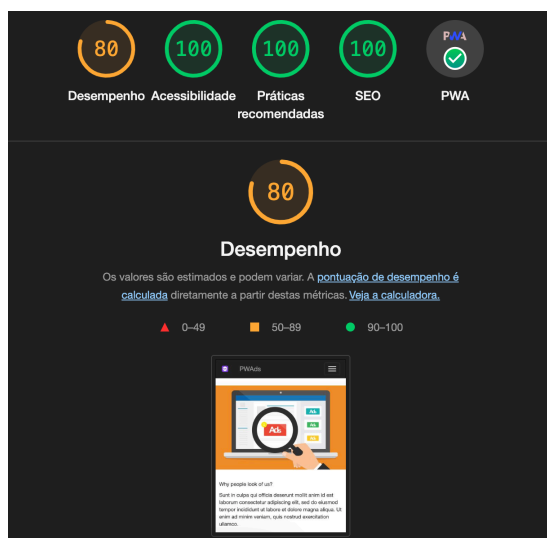 80
100
100
100
PWA
Desempenho
Acessibilidade
Práticas
recomendadas
SEO
PWA
80
Desempenho
Os valores são estimados e podem variar. A pontuação de desempenho é
calculada diretamente a partir destas métricas. Veja a calculadora.
0–49
50–89
90–100
PWAds
Ads
Ads
Ads
Ads
Why people look of us?
Sunt in culpa qui officia deserunt mollit anim id est
laborum consectetur adipiscing elit, sed do eiusmod
tempor incididunt ut labore et dolore magna aliqua. Ut
enim ad minim veniam, quis nostrud exercitation
ullamco.